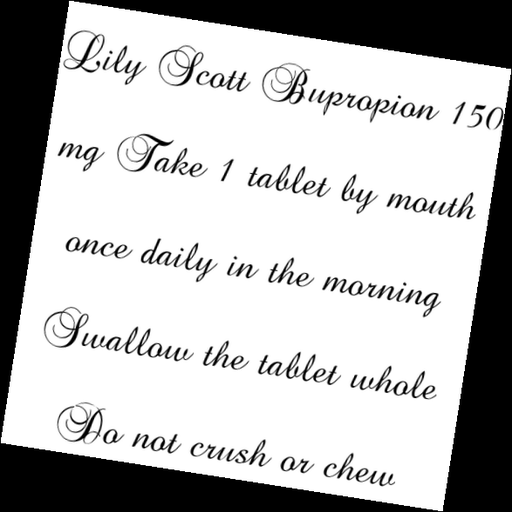 Lily Scott Bupropion 150
mg Take 1 tablet by mouth
once daily in the morning
Swallow the tablet whole
Do not crush or chew